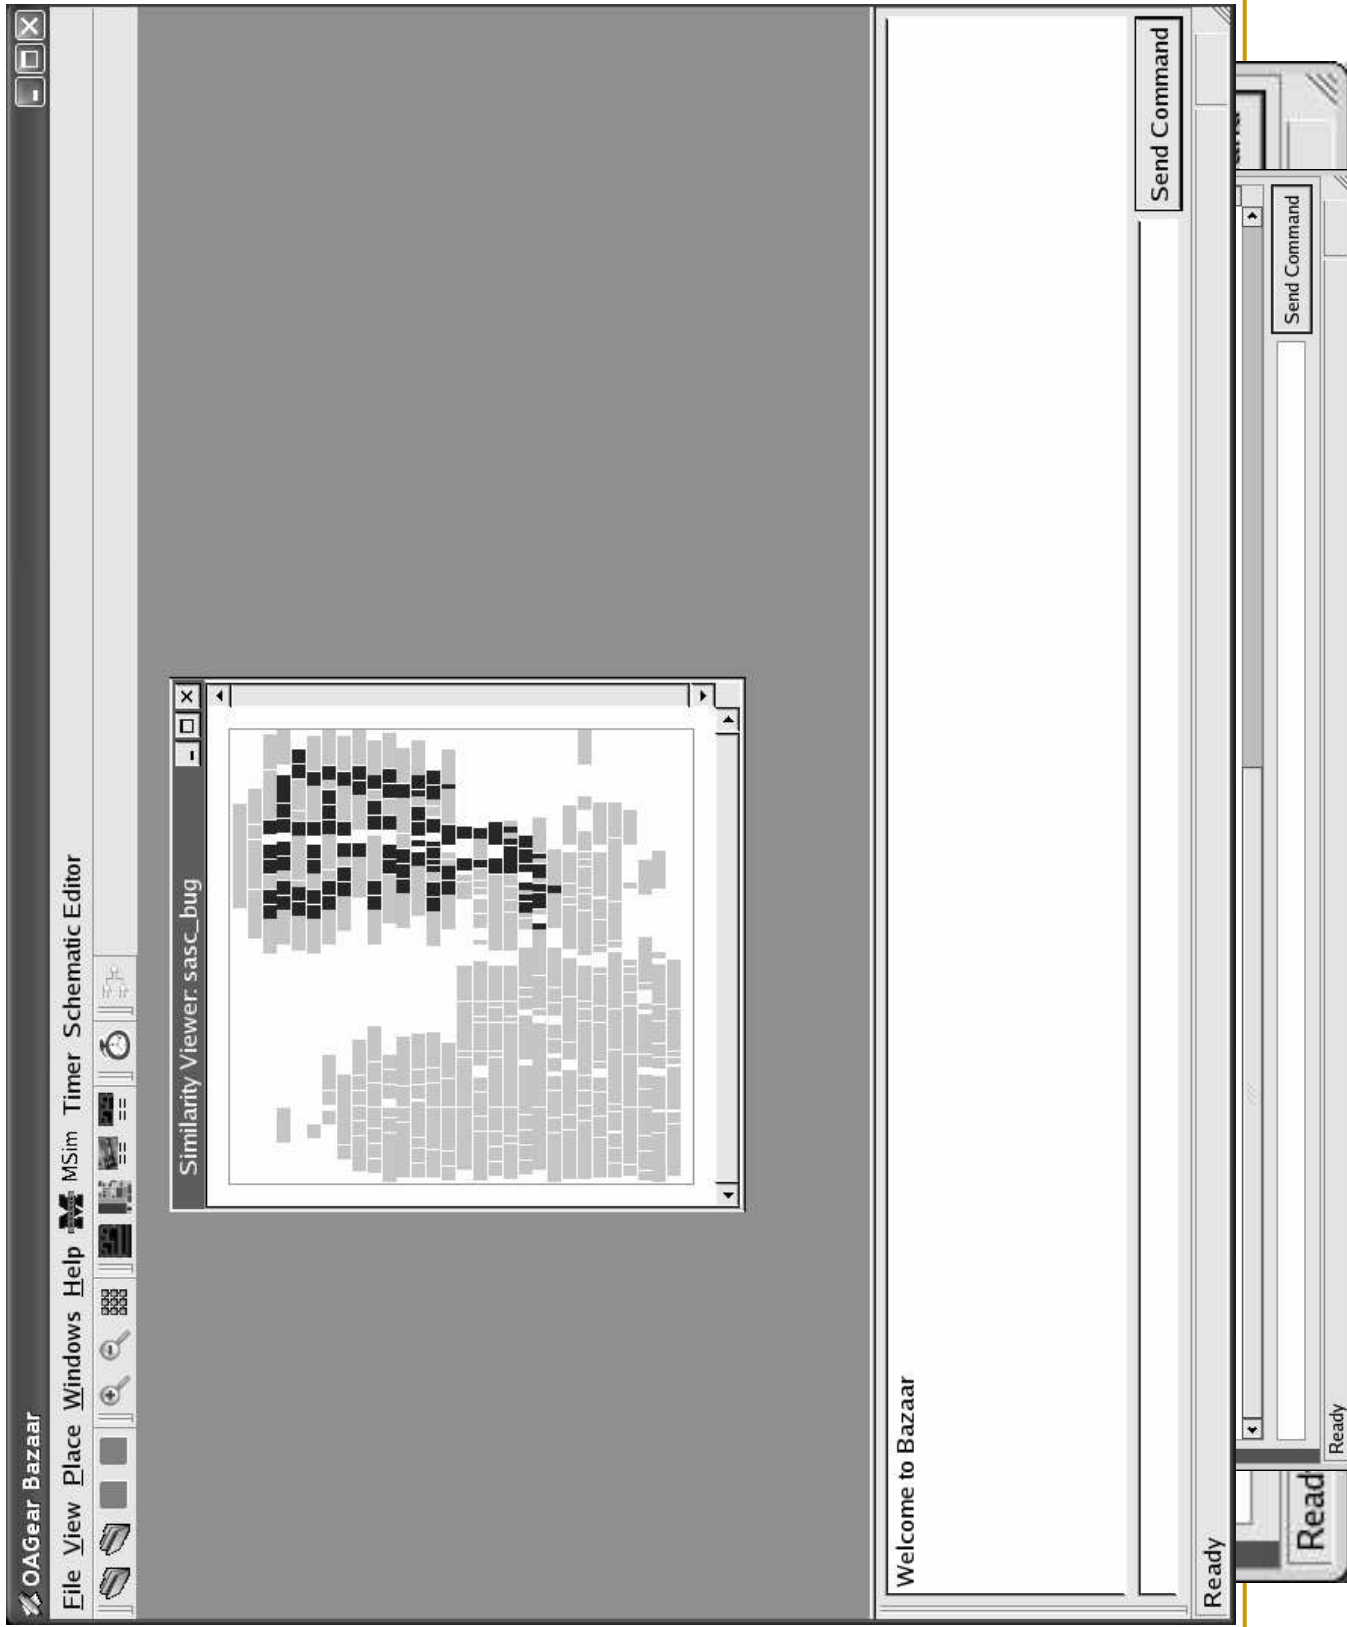 OAGear Bazaar
File View Place Windows Help M MSim Timer Schematic Editor
Similarity Viewer: sasc_bug
Welcome to Bazaar
Send Command
Ready
Send Command
Ready
Read